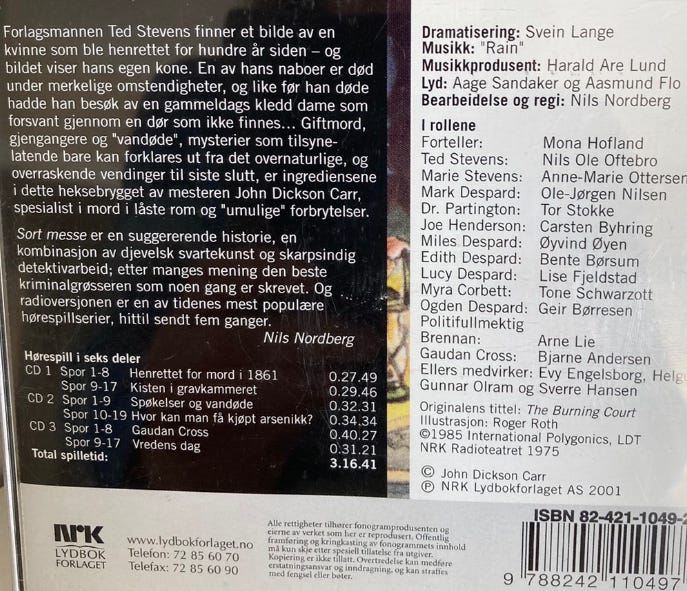 Forlagsmannen Ted Stevens finner et bilde av en
kvinne som ble henrettet for hundre år siden – og
bildet viser hans egen kone. En av hans naboer er død
under merkelige omstendigheter, og like før han døde
hadde han besøk av en gammeldags kledd dame som
forsvant gjennom en dør som ikke finnes... Giftmord,
gjengangere og "vandøde", mysterier som tilsyne-
latende bare kan forklares ut fra det overnaturlige, og
overraskende vendinger til siste slutt, er ingrediensene
i dette heksebrygget av mesteren John Dickson Carr,
spesialist i mord i låste rom og "umulige" forbrytelser.
Sort messe er en suggererende historie, en
kombinasjon av djevelsk svartekunst og skarpsindig
detektivarbeid; etter manges mening den beste
kriminalgrøsseren som noen gang er skrevet. Og
radioversjonen er en av tidenes mest populære
hørespillserier, hittil sendt fem ganger.
Nils Nordberg
Hørespill i seks deler
CD 1 Spor 1-8 Henrettet for mord i 1861 0.27.49
Spor 9-17 Kisten i gravkammeret 0.29.46
CD 2 Spor 1-9 Spøkelser og vandøde 0.32.31
Spor 10-19 Hvor kan man få kjøpt arsenikk? 0.34.34
CD 3 Spor 1-8 Gaudan Cross 0.40.27
Spor 9-17 Vredens dag 0.31.21
Total spilletid: 3.16.41
Dramatisering: Svein Lange
Musikk: "Rain"
Musikkprodusent: Harald Are Lund
Lyd: Aage Sandaker og Aasmund Flo
Bearbeidelse og regi: Nils Nordberg
I rollene
Forteller: Mona Hofland
Ted Stevens: Nils Ole Oftebro
Marie Stevens: Anne-Marie Ottersen
Mark Despard: Ole-Jørgen Nilsen
Dr. Partington: Tor Stokke
Joe Henderson: Carsten Byhring
Miles Despard: Øyvind Øyen
Edith Despard: Bente Børsum
Lucy Despard: Lise Fjeldstad
Myra Corbett: Tone Schwarzott
Ogden Despard: Geir Børresen
Politifullmektig
Brennan: Arne Lie
Gaudan Cross: Bjarne Andersen
Ellers medvirker: Evy Engelsborg, Helg
Gunnar Olram og Sverre Hansen
Originalens tittel: The Burning Court
Illustrasjon: Roger Roth
©1985 International Polygonics, LDT
NRK Radioteatret 1975
© John Dickson Carr
℗ NRK Lydbokforlaget AS 2001
NRK
LYDBOK
FORLAGET
www.lydbokforlaget.no
Telefon: 72 85 60 70
Telefax: 72 85 60 90
Alle rettigheter tilhører fonogramprodusenten og
eierne av verket som her er reprodusert. Offentlig
framføring og kringkasting av fonogrammets innhold
må kun skje etter spesiell tillatelse fra utgiver.
Kopiering er ikke tillatt. Overtredelse kan medføre
erstatningsansvar og inndragning, og kan straffes
med fengsel eller bøter.
ISBN 82-421-1049-2
9 788242 110497